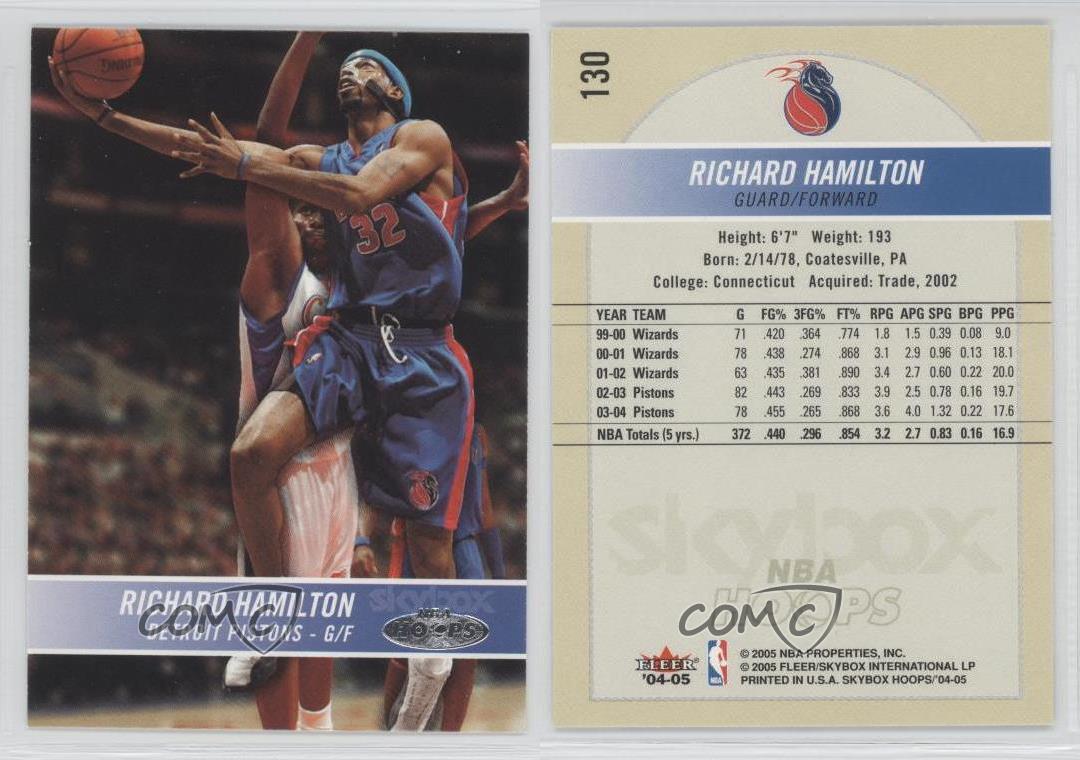 32
RICHARD HAMILTON
DETROIT PISTONS - G/F
skybox
NBA
HOOPS
COMC
130
RICHARD HAMILTON
GUARD/FORWARD
Height: 6'7" Weight: 193
Born: 2/14/78, Coatesville, PA
College: Connecticut Acquired: Trade, 2002
YEAR TEAM G FG% 3FG% FT% RPG APG SPG BPG PPG
99-00 Wizards 71 .420 .364 .774 1.8 1.5 0.39 0.08 9.0
00-01 Wizards 78 .438 .274 .868 3.1 2.9 0.96 0.13 18.1
01-02 Wizards 63 .435 .381 .890 3.4 2.7 0.60 0.22 20.0
02-03 Pistons 82 .443 .269 .833 3.9 2.5 0.78 0.16 19.7
03-04 Pistons 78 .455 .265 .868 3.6 4.0 1.32 0.22 17.6
NBA Totals (5 yrs.) 372 .440 .296 .854 3.2 2.7 0.83 0.16 16.9
skybox
NBA
HOOPS
COMC
FLEER
'04-05
NBA
© 2005 NBA PROPERTIES, INC.
© 2005 FLEER/SKYBOX INTERNATIONAL LP
PRINTED IN U.S.A. SKYBOX HOOPS/'04-05